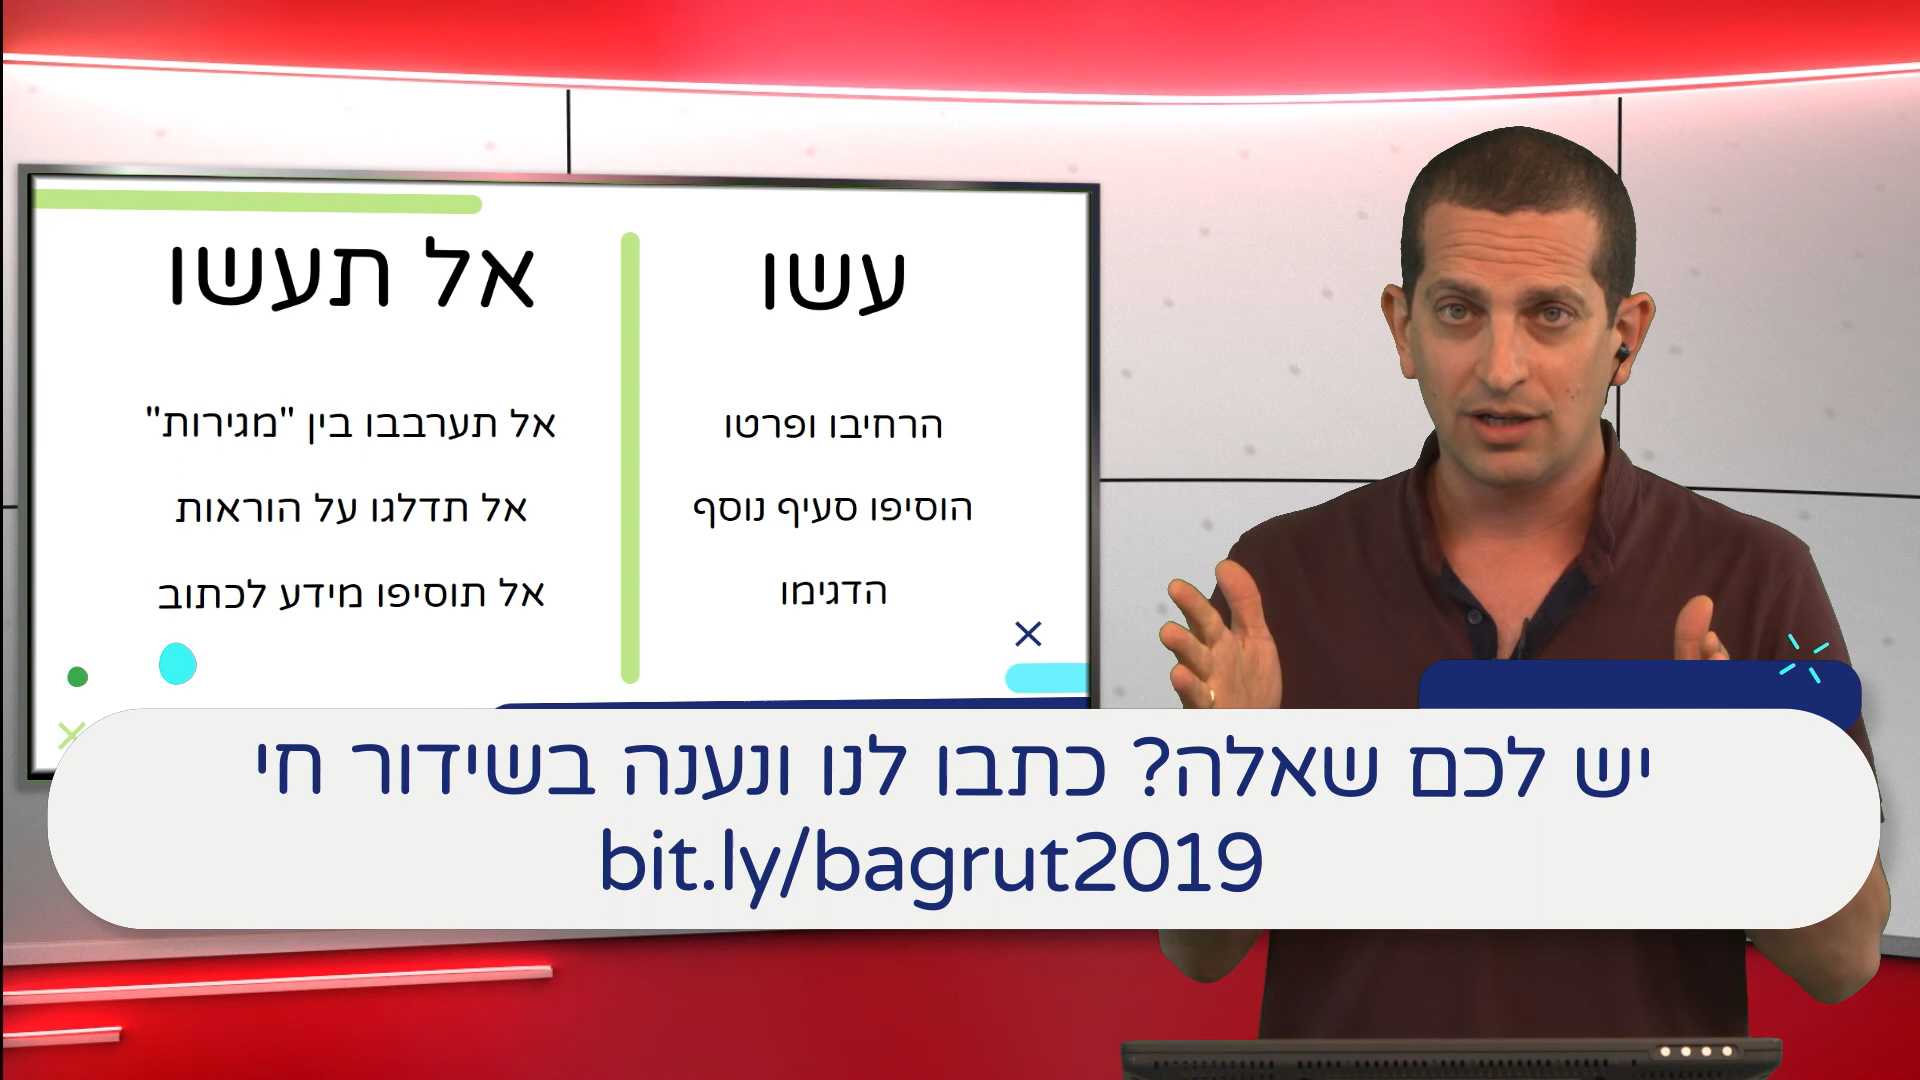 עשו
הרחיבו ופרטו
הוסיפו סעיף נוסף
הדגימו
אל תעשו
אל תערבבו בין "מגירות"
אל תדלגו על הוראות
אל תוסיפו מידע לכתוב
יש לכם שאלה? כתבו לנו ונענה בשידור חי
bit.ly/bagrut2019